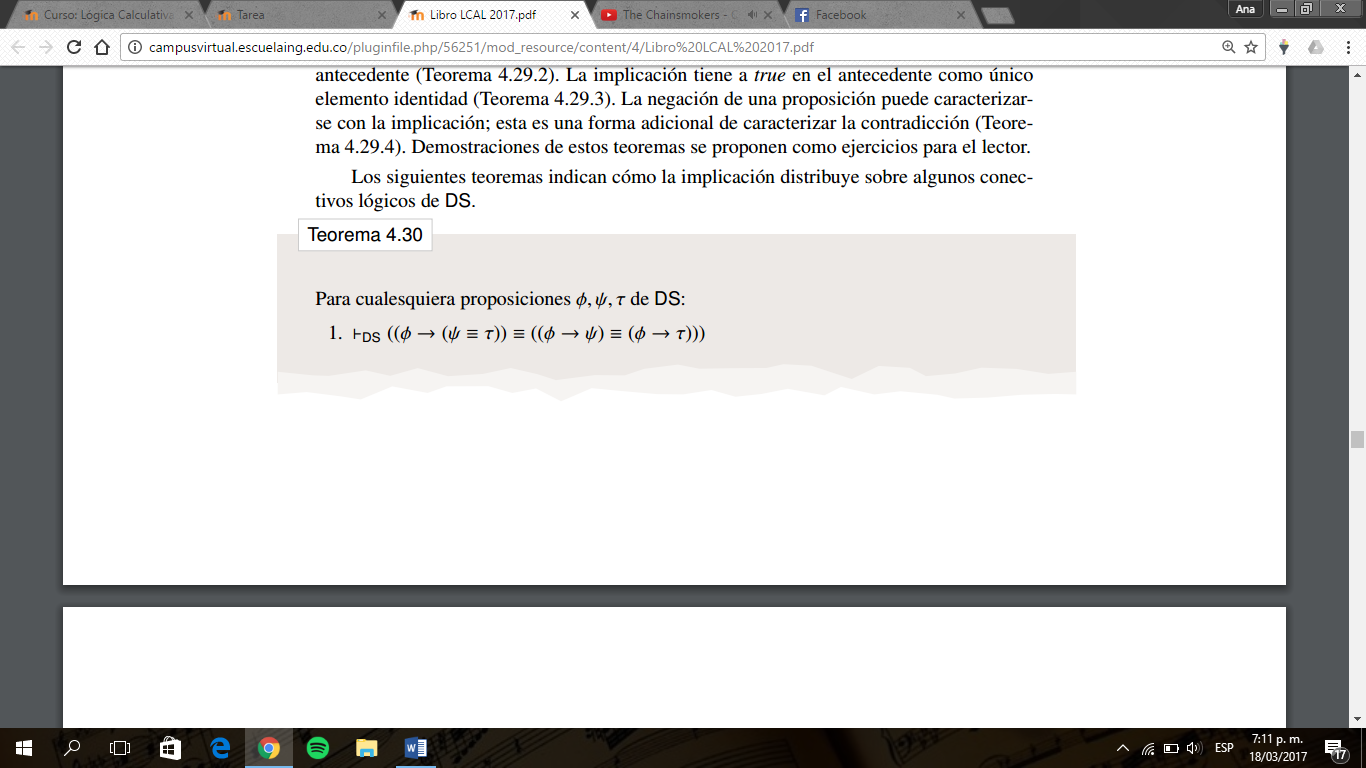 Curso: Lógica Calculativa
Tarea
Libro LCAL 2017.pdf
The Chainsmokers -
Facebook
Ana
campusvirtual.escuelaing.edu.co/pluginfile.php/56251/mod_resource/content/4/Libro%20LCAL%202017.pdf
antecedente (Teorema 4.29.2). La implicación tiene a true en el antecedente como único
elemento identidad (Teorema 4.29.3). La negación de una proposición puede caracterizar-
se con la implicación; esta es una forma adicional de caracterizar la contradicción (Teore-
ma 4.29.4). Demostraciones de estos teoremas se proponen como ejercicios para el lector.
Los siguientes teoremas indican cómo la implicación distribuye sobre algunos conec-
tivos lógicos de DS.
Teorema 4.30
Para cualesquiera proposiciones ϕ, ψ, τ de DS:
1. ⊢DS ((ϕ → (ψ ≡ τ)) ≡ ((ϕ → ψ) ≡ (ϕ → τ)))
ESP
7:11 p. m.
18/03/2017
17